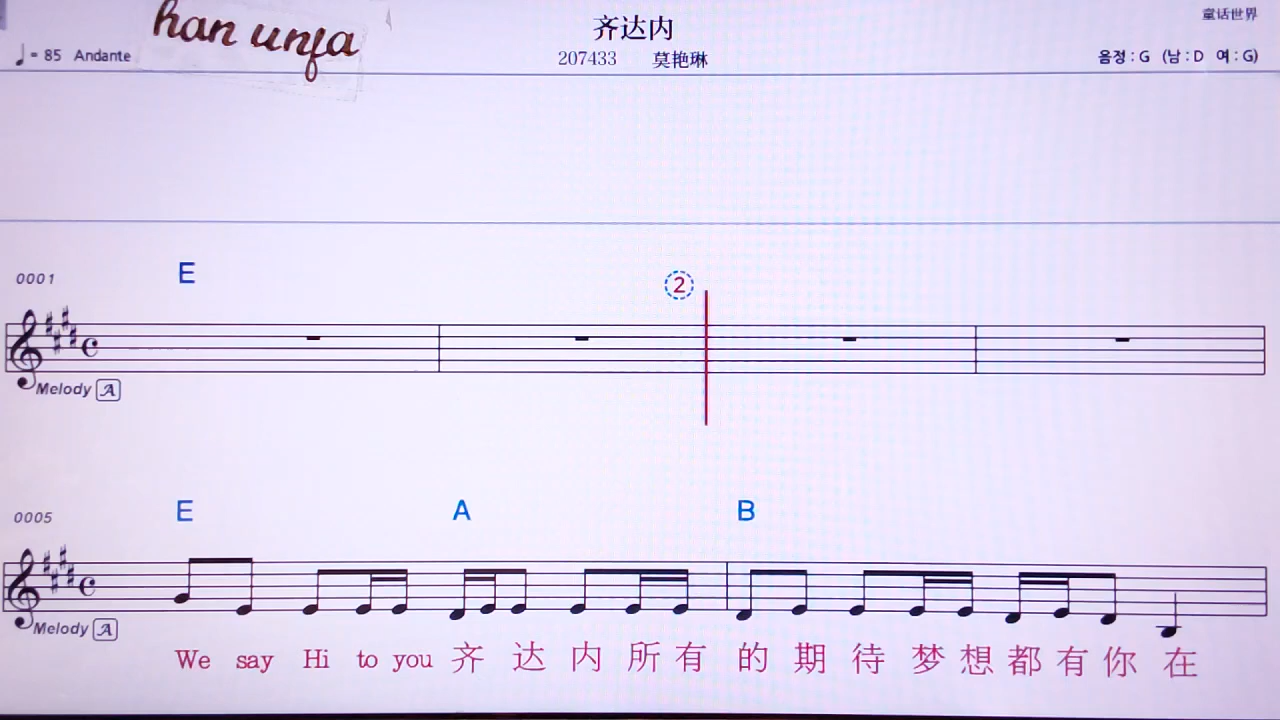 han unfa
齐达内
童话世界
♩= 85 Andante
207433 莫艳琳
음정 : G (남 : D 여 : G)
0001
E
2
Melody A
0005
E A B
Melody A
We say Hi to you 齐 达 内 所 有 的 期 待 梦 想 都 有 你 在